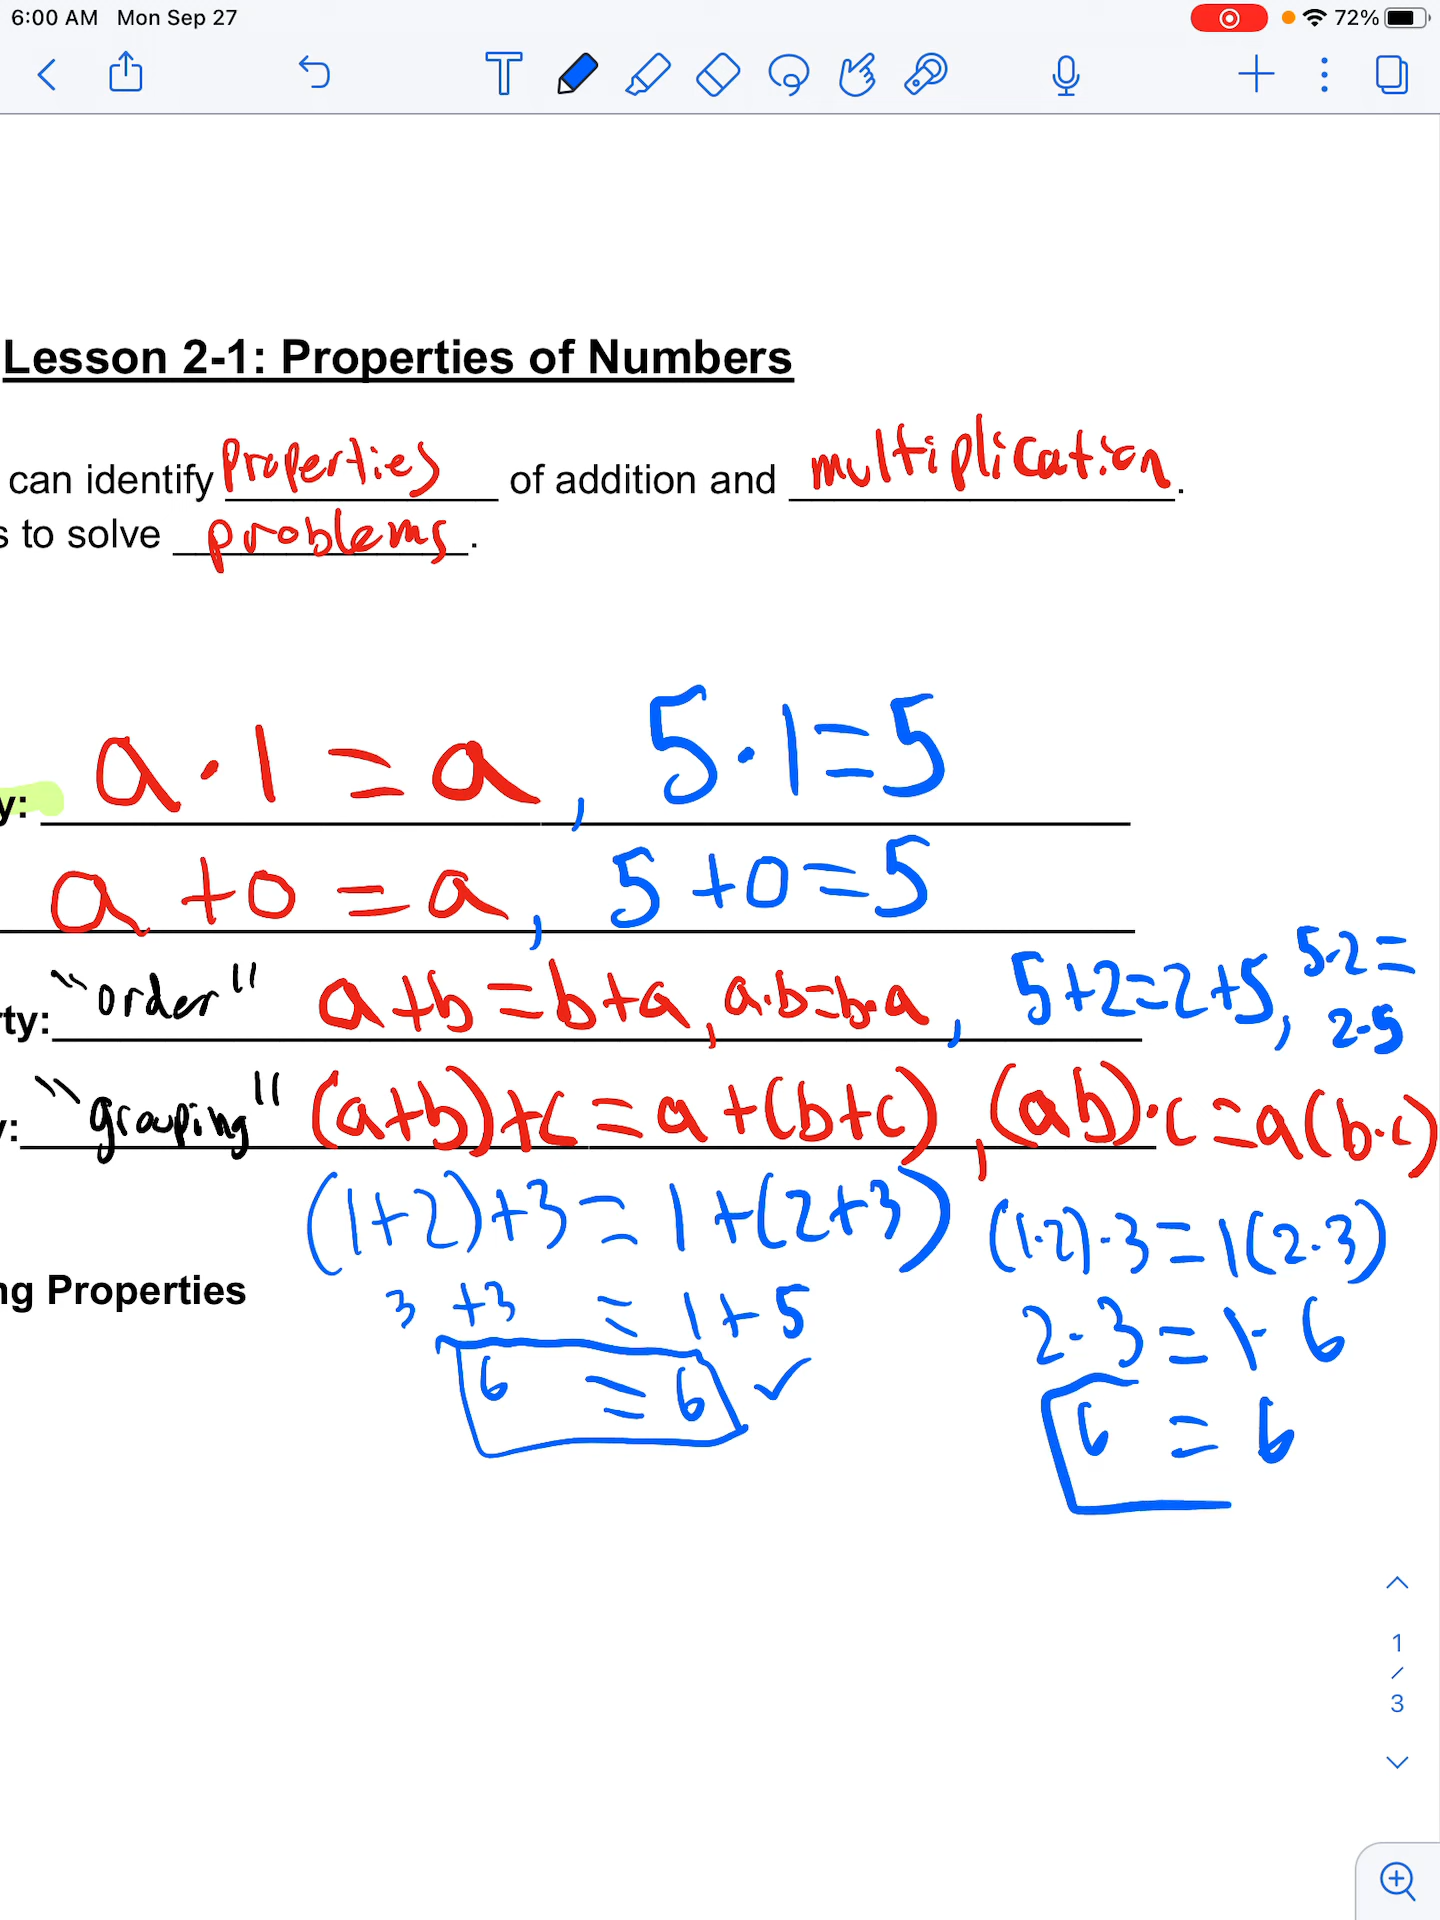 6:00 AM Mon Sep 27 72%
Lesson 2-1: Properties of Numbers
can identify properties of addition and multiplication.
s to solve problems.
y: a · 1 = a, 5 · 1 = 5
a + 0 = a, 5 + 0 = 5
ty: "order" a + b = b + a, a · b = b · a, 5 + 2 = 2 + 5, 5 · 2 =
2 · 5
y: "grouping" (a + b) + c = a + (b + c), (ab) · c = a(b · c)
(1 + 2) + 3 = 1 + (2 + 3) (1 · 2) · 3 = 1(2 · 3)
ng Properties 3 + 3 = 1 + 5 2 · 3 = 1 · 6
6 = 6 ✓ 6 = 6
1
/
3